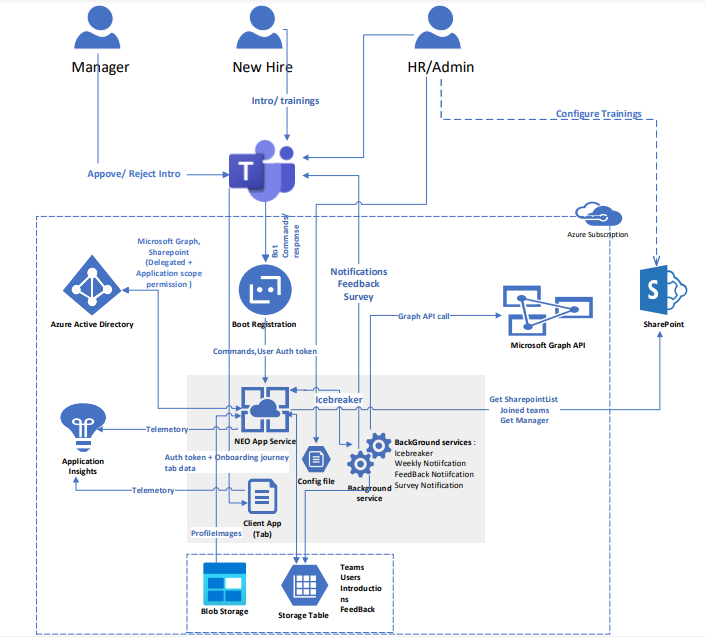 Manager
New Hire
HR/Admin
Intro/ trainings
Configure Trainings
T
Appove/ Reject Intro
Bot
Commands/
response
Azure Subscription
Microsoft Graph,
Sharepoint
(Delegated +
Application scope
permission )
Notifications
Feedback
Survey
S
Azure Active Directory
Boot Registration
Graph API call
SharePoint
Microsoft Graph API
Commands,User Auth token
Icebreaker
Get SharepointList
Joined teams
Get Manager
Telemetory
NEO App Service
BackGround services :
Icebreaker
Weekly Notiifcation
FeedBack Notifcation
Survey Notification
Auth token + Onboarding journey
tab data
Application
Insights
Config file
Background
service
Telemetory
Client App
(Tab)
ProfileImages
Teams
Users
Introductio
ns
FeedBack
Blob Storage
Storage Table